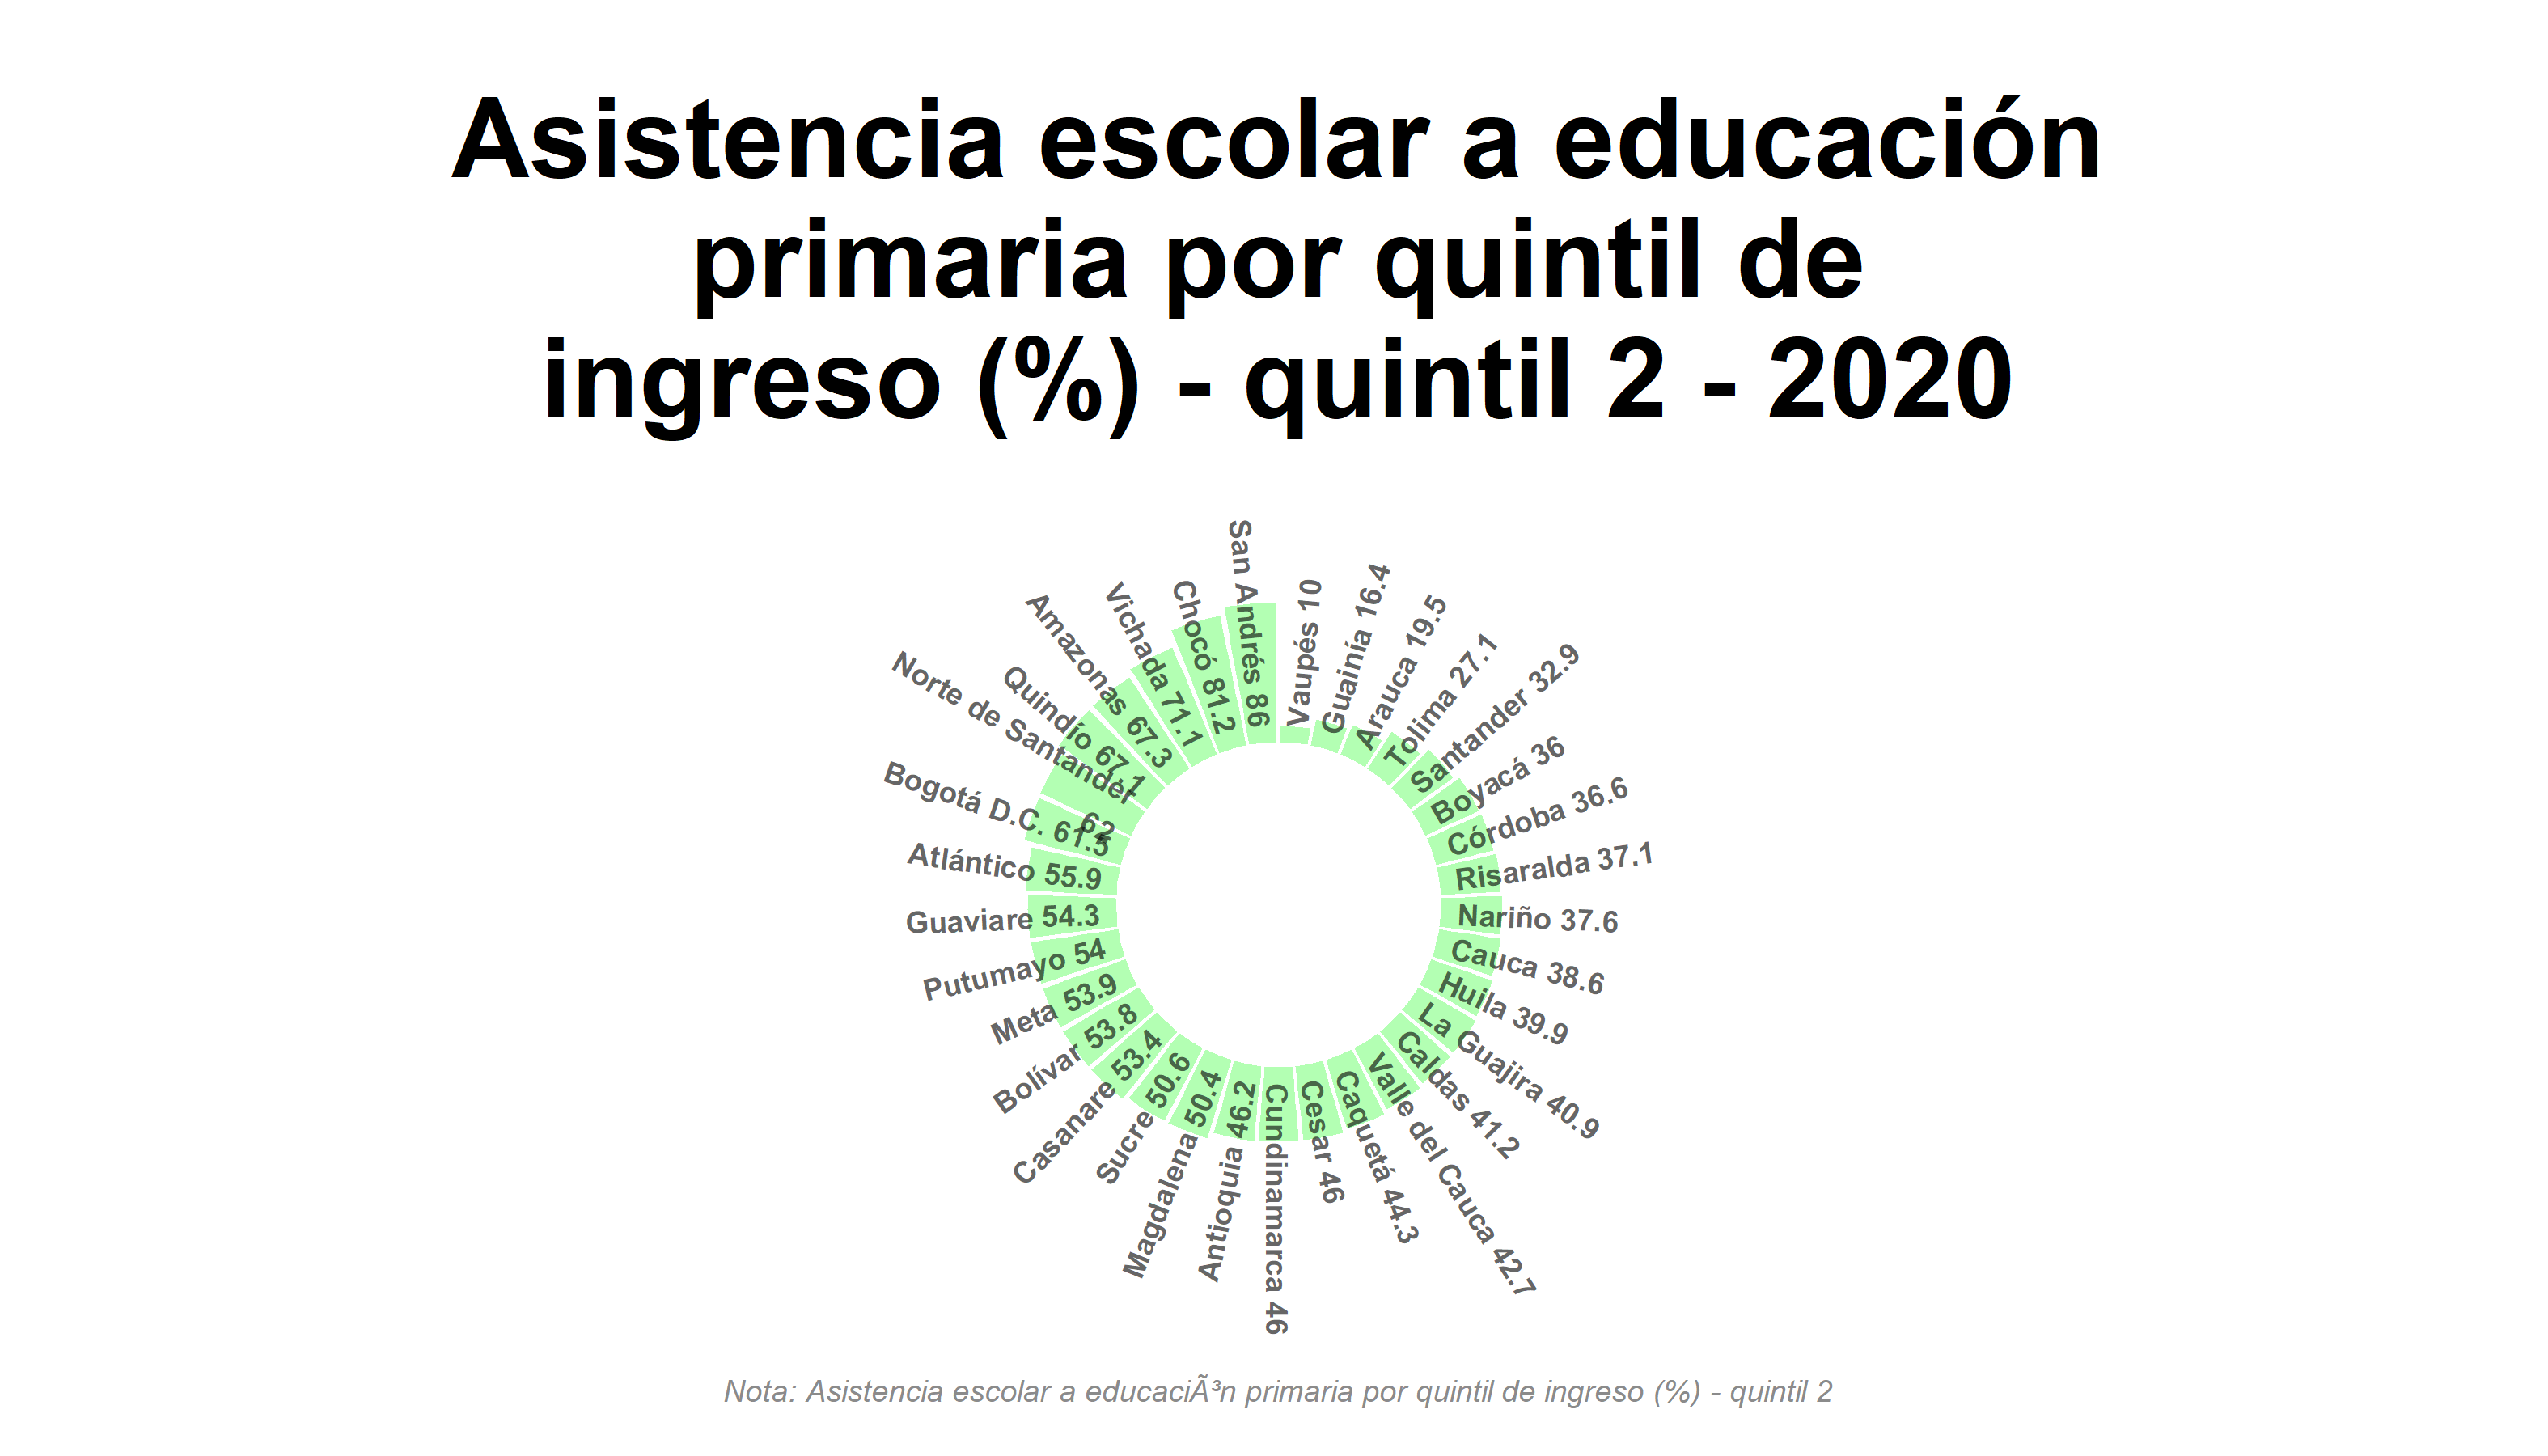 Asistencia escolar a educación
primaria por quintil de
ingreso (%) - quintil 2 - 2020
Vaupés 10
Guainía 16.4
Arauca 19.5
Tolima 27.1
Santander 32.9
Boyacá 36
Córdoba 36.6
Risaralda 37.1
Nariño 37.6
Cauca 38.6
Huila 39.9
La Guajira 40.9
Caldas 41.2
Valle del Cauca 42.7
Caquetá 44.3
Cesar 46
Cundinamarca 46
Antioquia 46.2
Magdalena 50.4
Sucre 50.6
Casanare 53.4
Bolívar 53.8
Meta 53.9
Putumayo 54
Guaviare 54.3
Atlántico 55.9
Bogotá D.C. 61.5
Norte de Santander
62
Quindío 67.1
Amazonas 67.3
Vichada 71.1
Chocó 81.2
San Andrés 86
Nota: Asistencia escolar a educaciÃ³n primaria por quintil de ingreso (%) - quintil 2